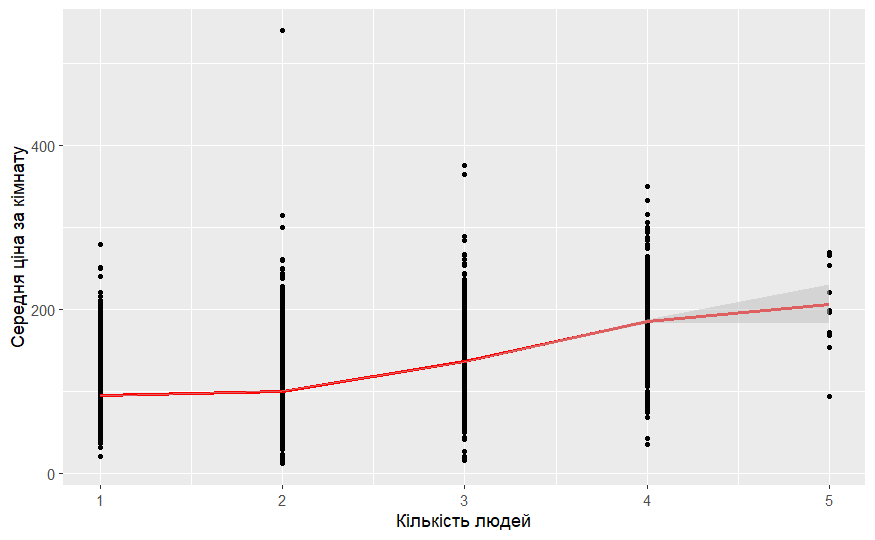 Середня ціна за кімнату
400
200
0
1 2 3 4 5
Кількість людей